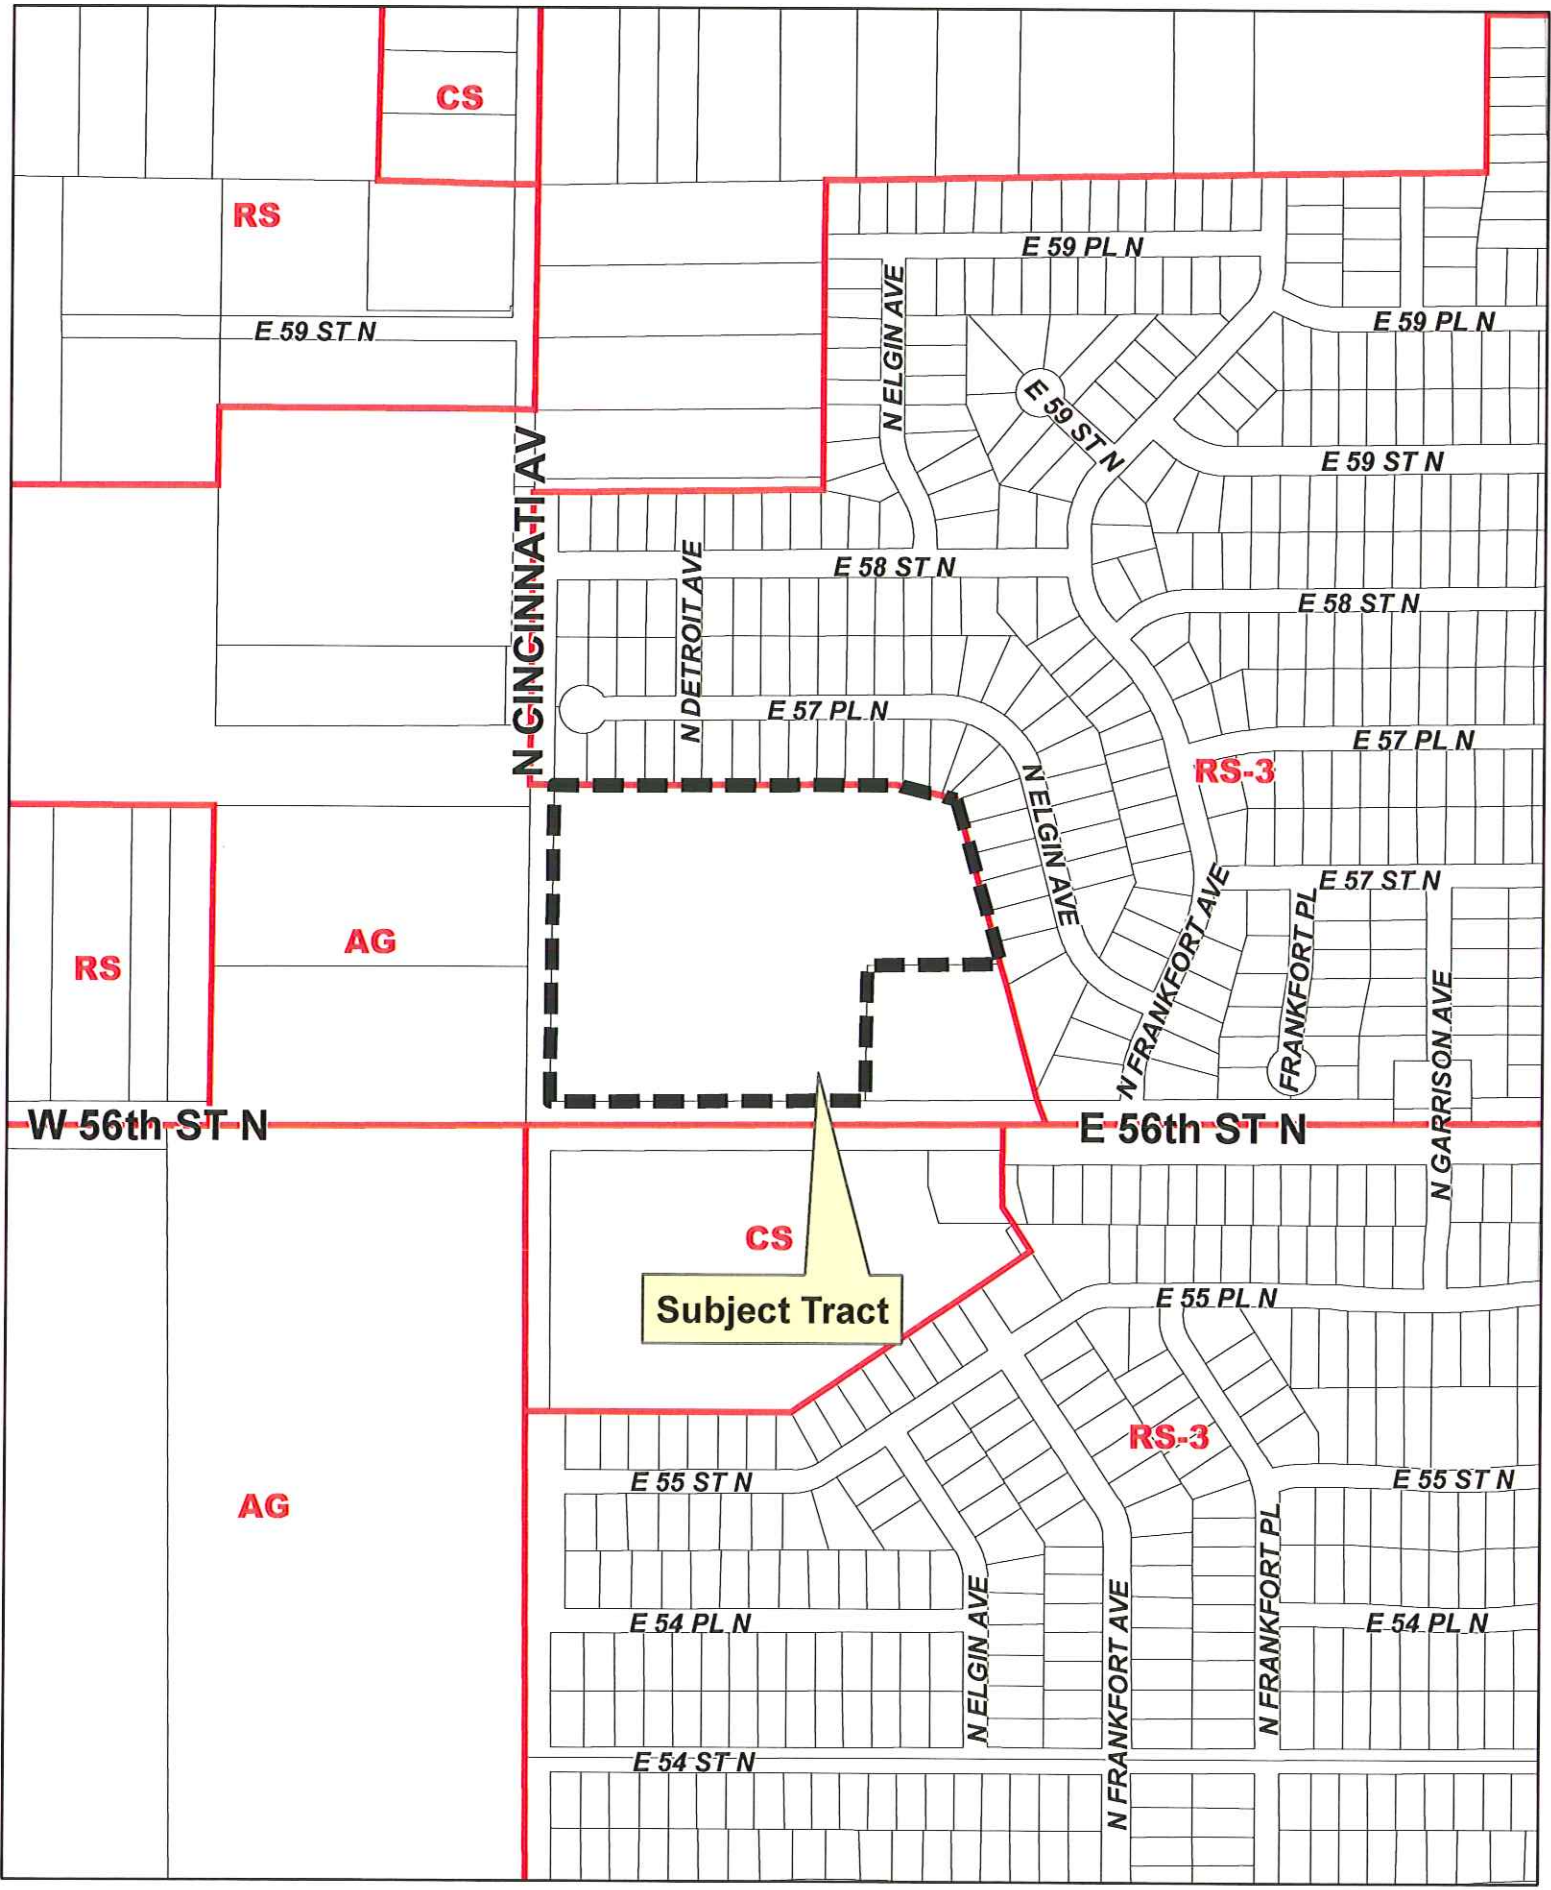 CS
RS
E 59 PL N
E 59 ST N
N ELGIN AVE
E 59 PL N
E 59 ST N
E 59 ST N
N CINCINNATI AV
N DETROIT AVE
E 58 ST N
E 58 ST N
E 57 PL N
E 57 PL N
RS-3
N ELGIN AVE
E 57 ST N
N FRANKFORT AVE
FRANKFORT PL
AG
RS
N GARRISON AVE
W 56th ST N
E 56th ST N
CS
Subject Tract
E 55 PL N
RS-3
E 55 ST N
E 55 ST N
AG
N FRANKFORT PL
E 54 PL N
E 54 PL N
N ELGIN AVE
N FRANKFORT AVE
E 54 ST N